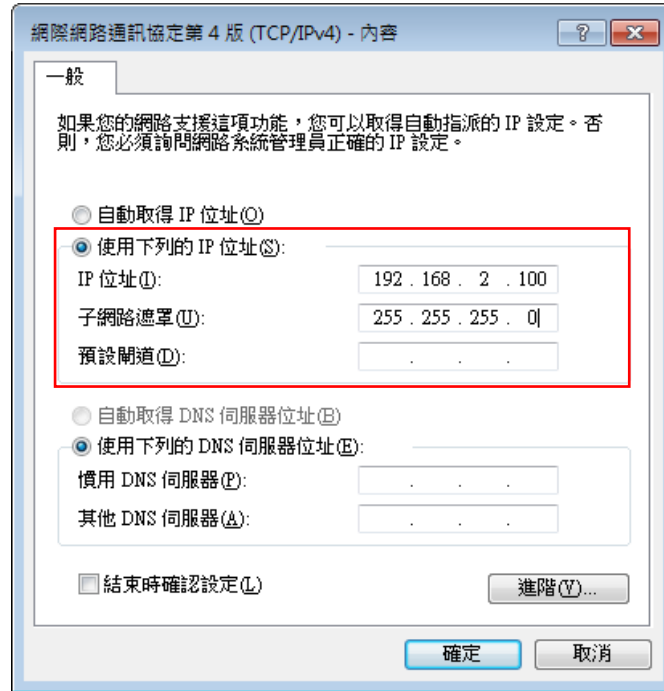 網際網路通訊協定第 4 版 (TCP/IPv4) - 內容
一般
如果您的網路支援這項功能，您可以取得自動指派的 IP 設定。否
則，您必須詢問網路系統管理員正確的 IP 設定。
自動取得 IP 位址(O)
使用下列的 IP 位址(S):
IP 位址(I): 192 . 168 . 2 . 100
子網路遮罩(U): 255 . 255 . 255 . 0
預設閘道(D): . . .
自動取得 DNS 伺服器位址(B)
使用下列的 DNS 伺服器位址(E):
慣用 DNS 伺服器(P): . . .
其他 DNS 伺服器(A): . . .
結束時確認設定(L)
進階(V)...
確定 取消